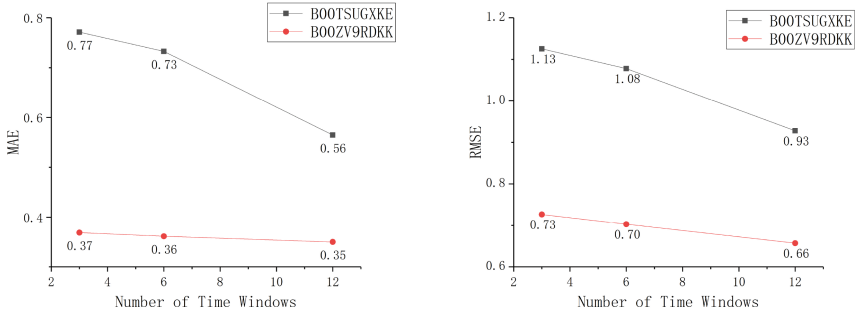 B00TSUGXKE
B00ZV9RDKK
0.8
0.6
0.4
MAE
0.77
0.73
0.56
0.37
0.36
0.35
2 4 6 8 10 12
Number of Time Windows
B00TSUGXKE
B00ZV9RDKK
1.2
1.0
0.8
0.6
RMSE
1.13
1.08
0.93
0.73
0.70
0.66
2 4 6 8 10 12
Number of Time Windows